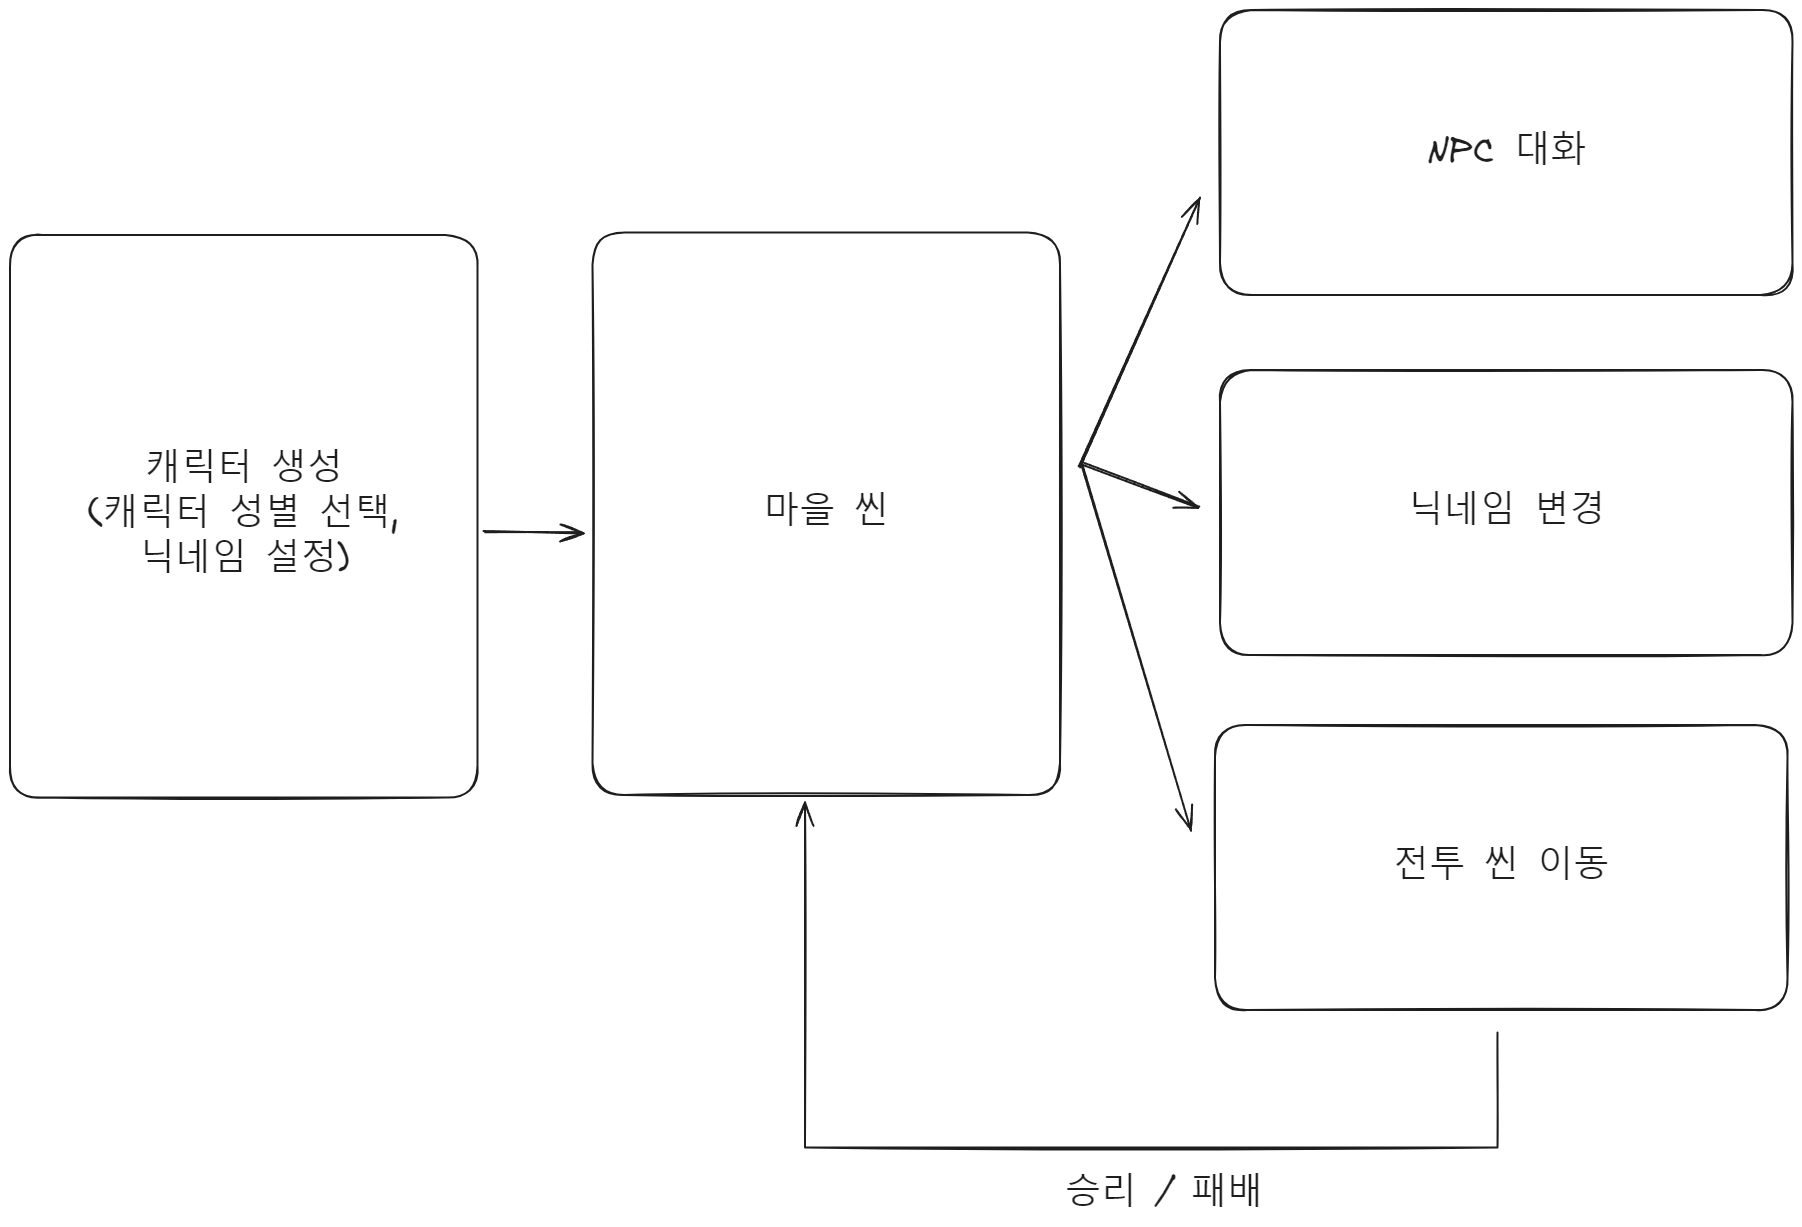 캐릭터 생성
(캐릭터 성별 선택,
닉네임 설정)
마을 씬
NPC 대화
닉네임 변경
전투 씬 이동
승리 / 패배